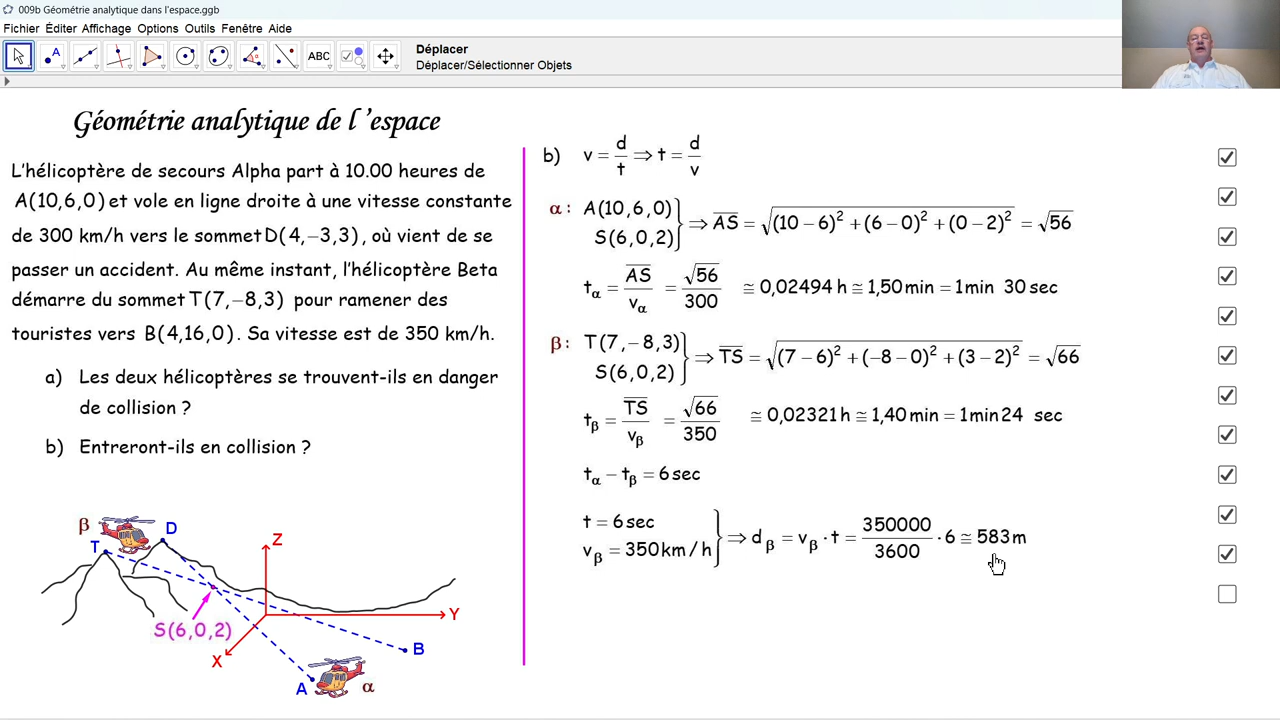 009b Géométrie analytique dans l'espace.ggb
Fichier Éditer Affichage Options Outils Fenêtre Aide
A
ABC
Déplacer
Déplacer/Sélectionner Objets
Géométrie analytique de l'espace
L'hélicoptère de secours Alpha part à 10.00 heures de
A(10,6,0) et vole en ligne droite à une vitesse constante
de 300 km/h vers le sommet D(4,−3,3), où vient de se
passer un accident. Au même instant, l'hélicoptère Beta
démarre du sommet T(7,−8,3) pour ramener des
touristes vers B(4,16,0). Sa vitesse est de 350 km/h.
a) Les deux hélicoptères se trouvent-ils en danger
de collision ?
b) Entreront-ils en collision ?
β
T
D
Z
Y
X
S(6,0,2)
B
A
α
b) v = d/t ⇒ t = d/v
α : A(10,6,0)
S(6,0,2)} ⇒ A̅S̅ = √((10−6)² + (6−0)² + (0−2)²) = √56
tα = A̅S̅/vα = √56/300 ≅ 0,02494 h ≅ 1,50 min = 1min 30 sec
β : T(7,−8,3)
S(6,0,2)} ⇒ T̅S̅ = √((7−6)² + (−8−0)² + (3−2)²) = √66
tβ = T̅S̅/vβ = √66/350 ≅ 0,02321 h ≅ 1,40 min = 1min 24 sec
tα − tβ = 6 sec
t = 6 sec
vβ = 350 km/h} ⇒ dβ = vβ · t = 350000/3600 · 6 ≅ 583 m